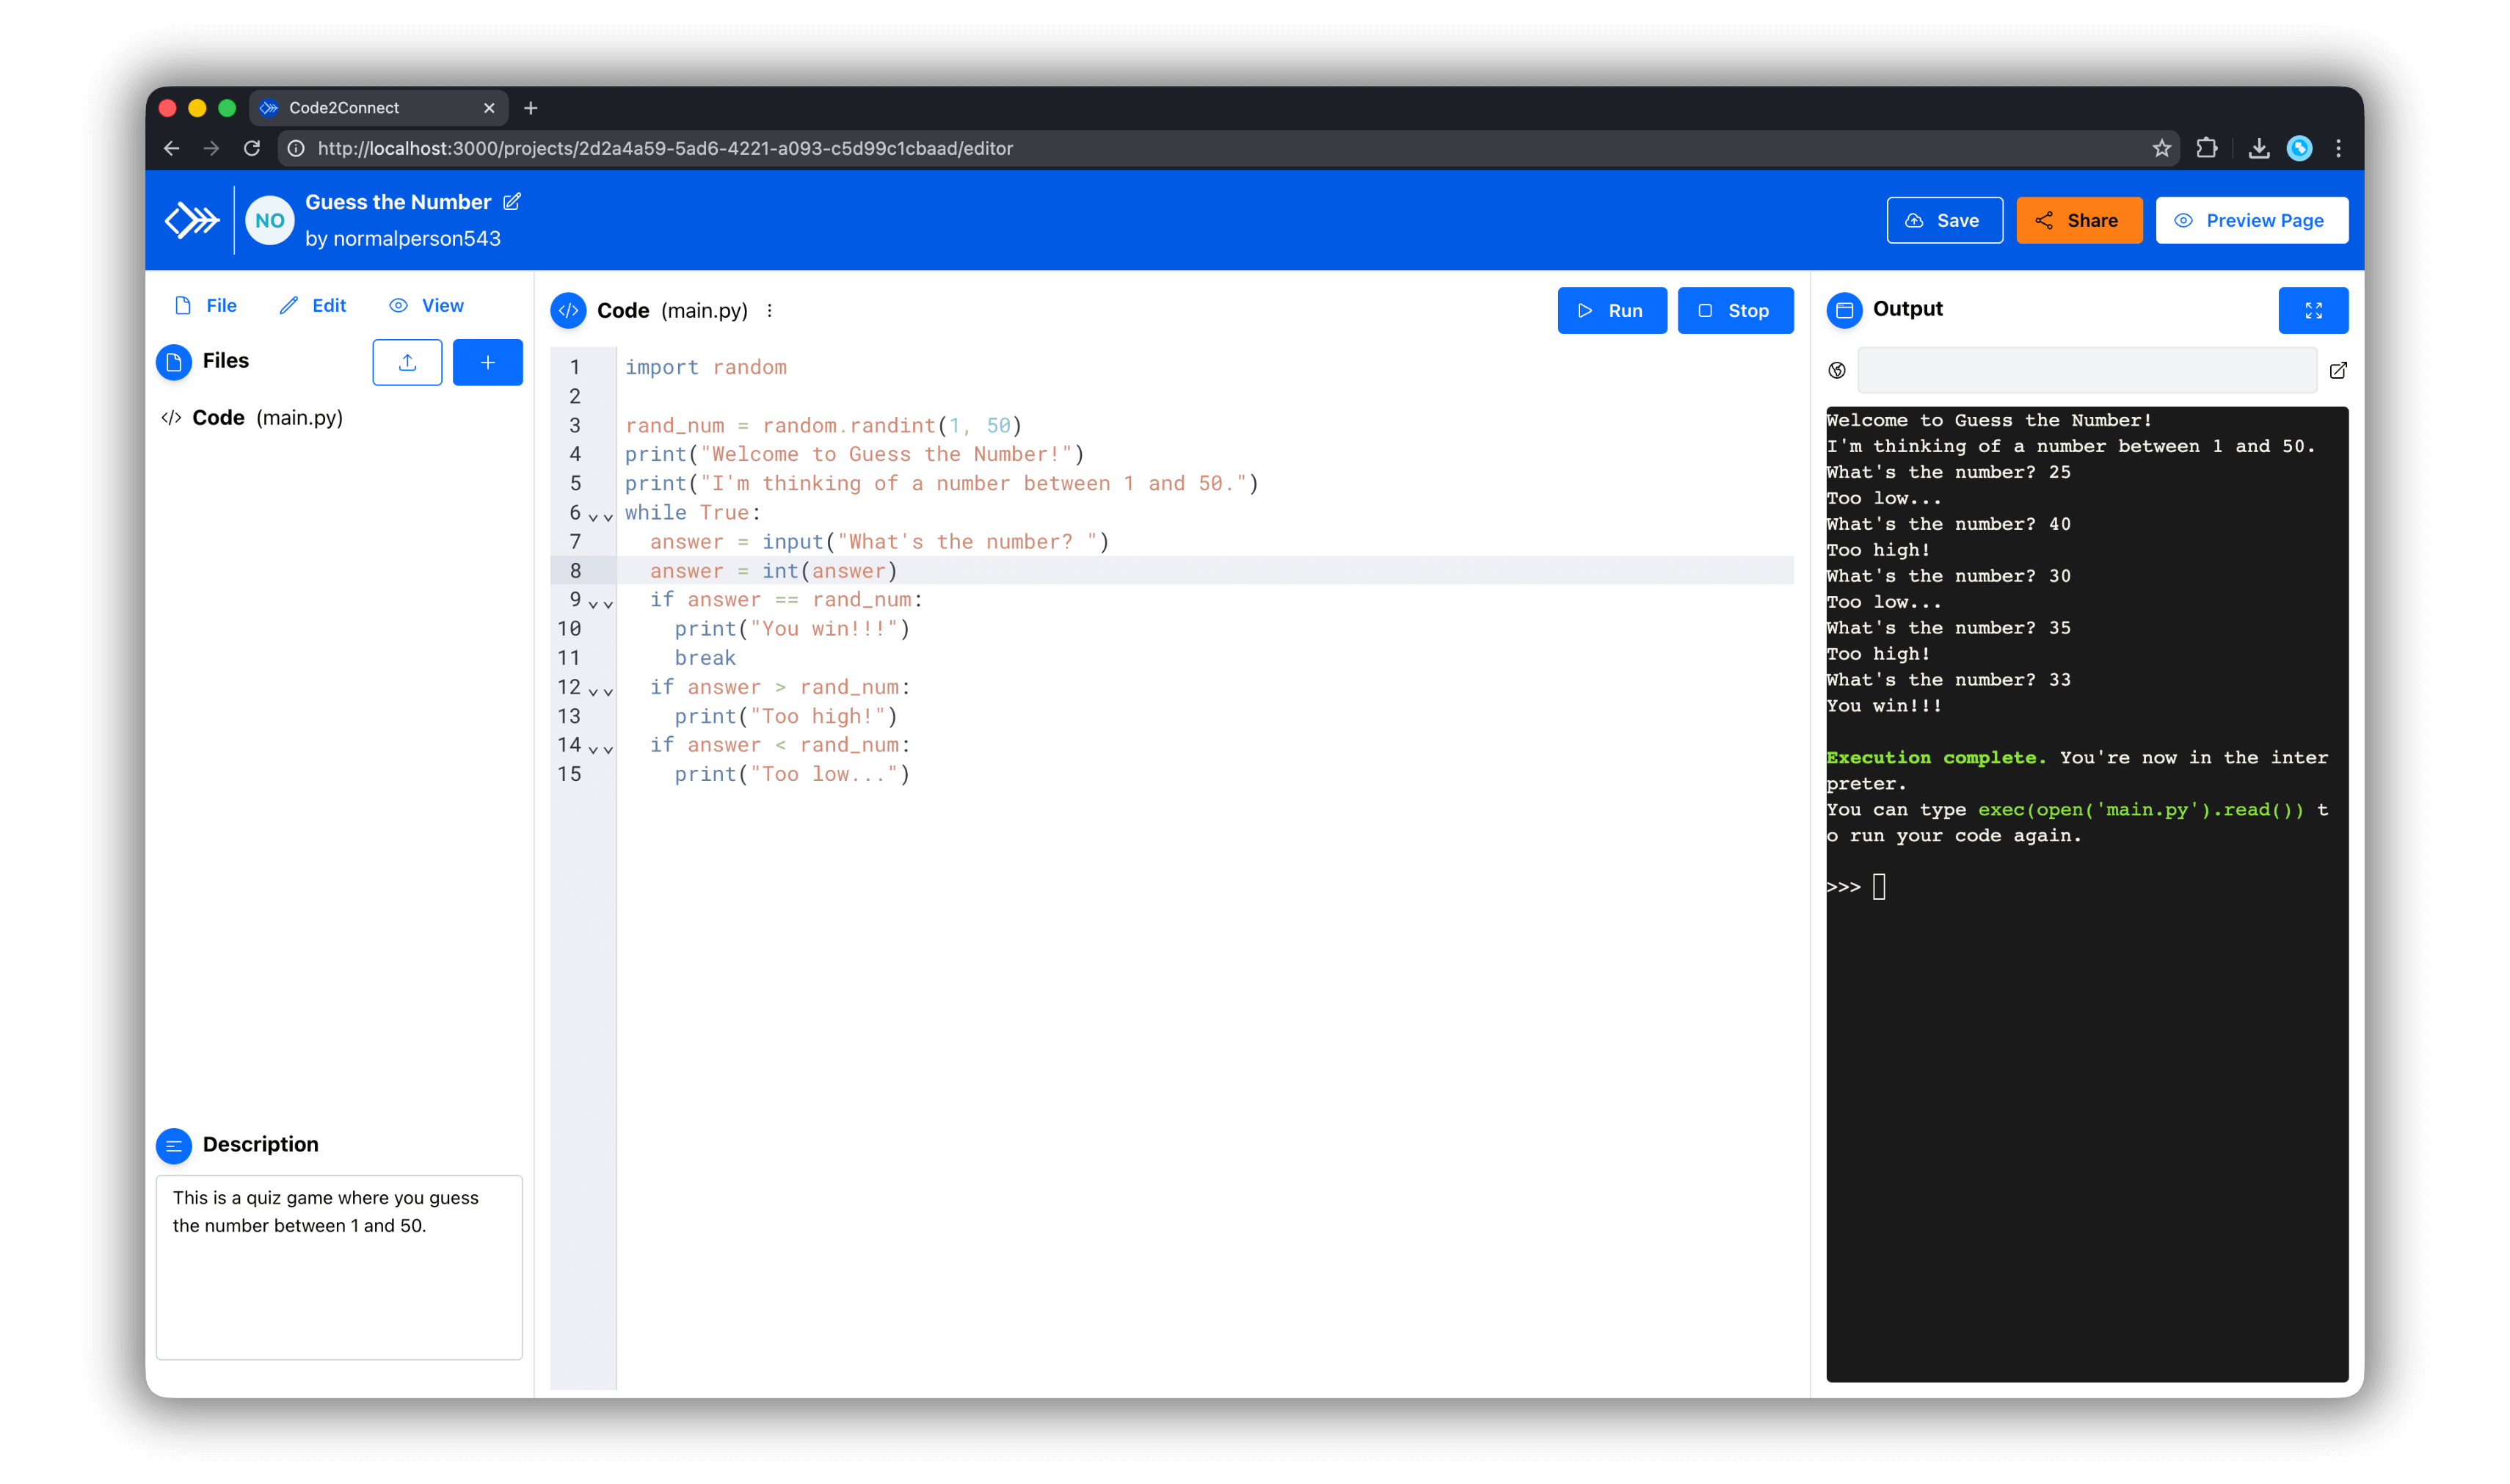 Code2Connect
http://localhost:3000/projects/2d2a4a59-5ad6-4221-a093-c5d99c1cbaad/editor
NO
Guess the Number
by normalperson543
Save
Share
Preview Page
File
Edit
View
Files
Code (main.py)
Description
This is a quiz game where you guess
the number between 1 and 50.
Code (main.py)
Run
Stop
1 import random
2
3 rand_num = random.randint(1, 50)
4 print("Welcome to Guess the Number!")
5 print("I'm thinking of a number between 1 and 50.")
6 while True:
7   answer = input("What's the number? ")
8   answer = int(answer)
9   if answer == rand_num:
10     print("You win!!!")
11     break
12   if answer > rand_num:
13     print("Too high!")
14   if answer < rand_num:
15     print("Too low...")
Output
Welcome to Guess the Number!
I'm thinking of a number between 1 and 50.
What's the number? 25
Too low...
What's the number? 40
Too high!
What's the number? 30
Too low...
What's the number? 35
Too high!
What's the number? 33
You win!!!
Execution complete. You're now in the inter
preter.
You can type exec(open('main.py').read()) t
o run your code again.
>>>